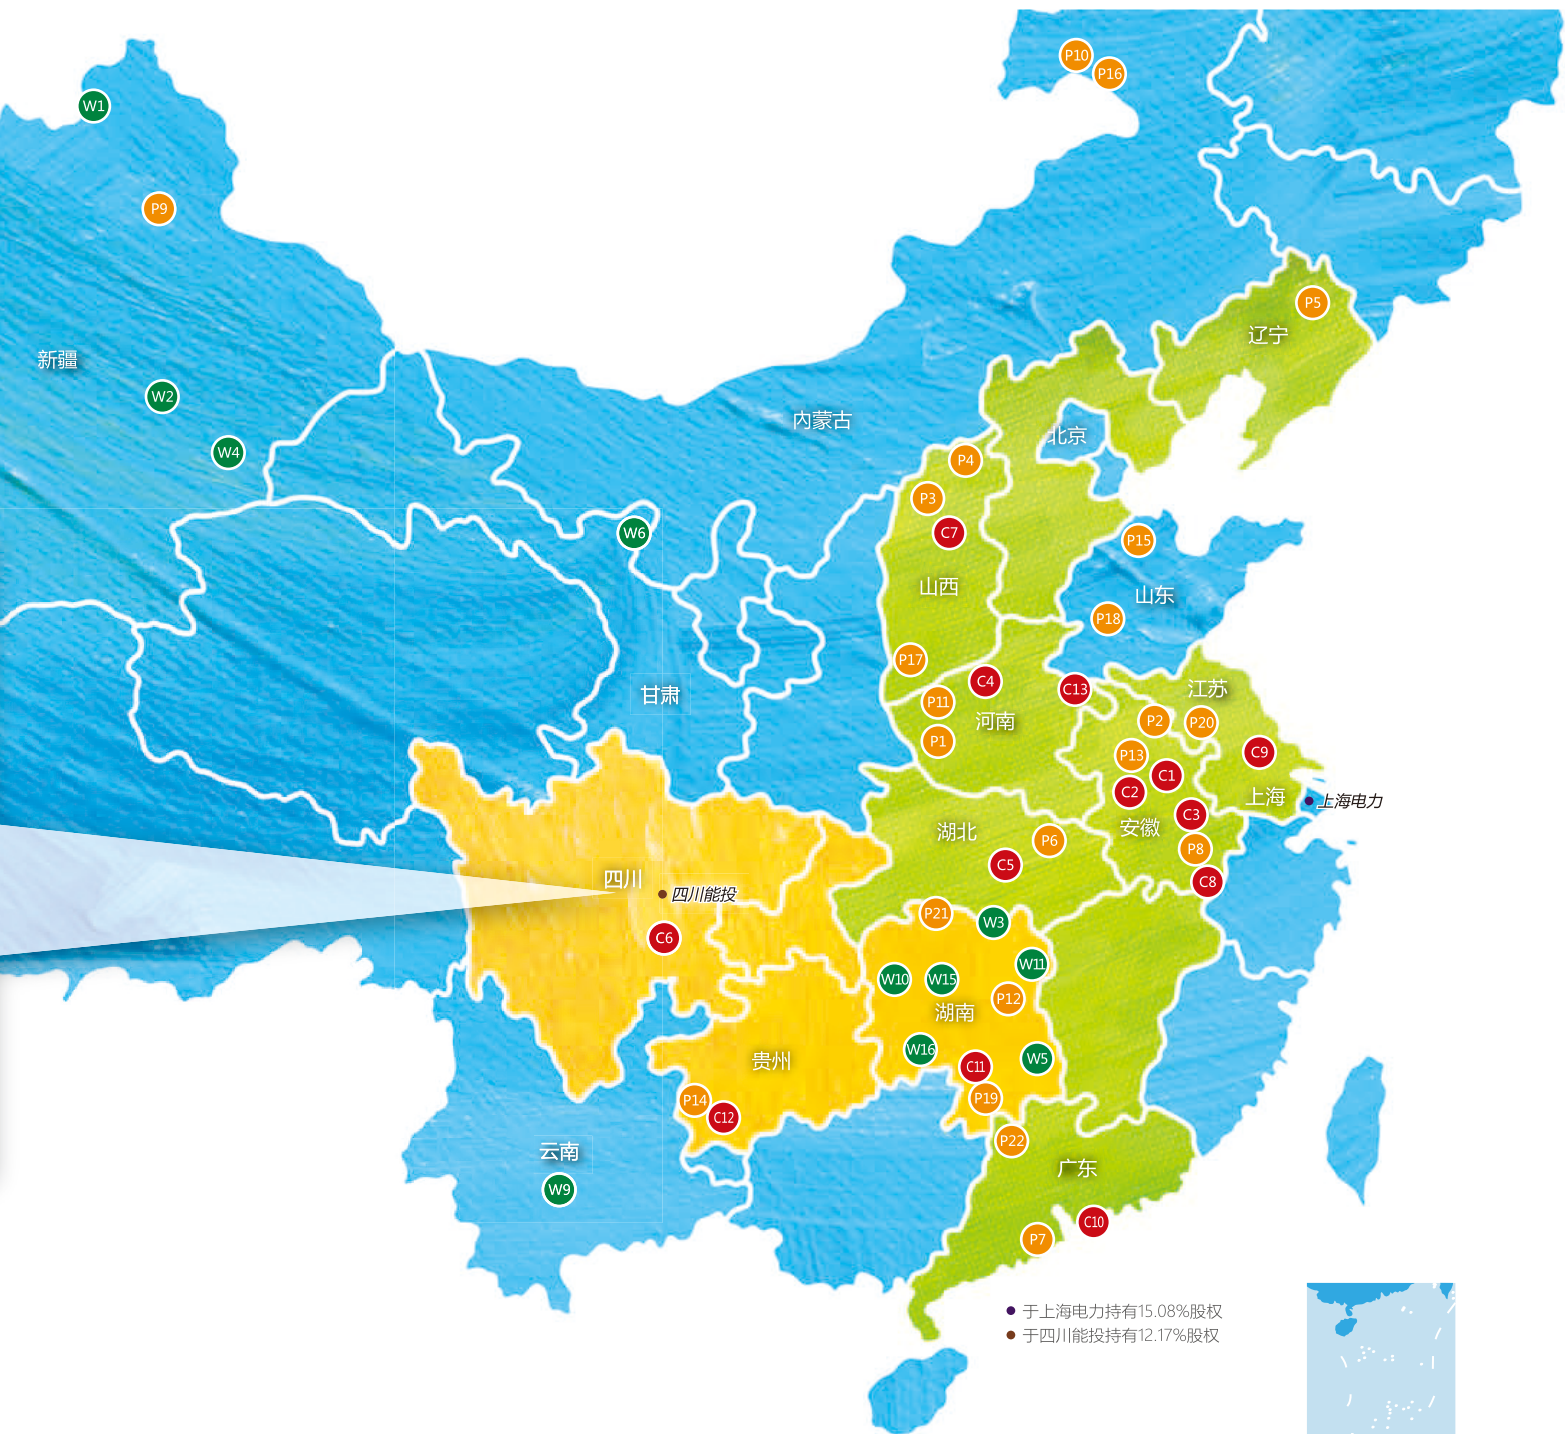 P10
P16
W1
P9
P5
辽宁
新疆
W2
内蒙古
北京
W4
P4
P3
W6
C7
P15
山西
山东
P18
P17
甘肃
C4
C13
江苏
P11
河南
P2
P20
P1
P13
C9
C1
C2
上海
上海电力
C3
安徽
湖北
P6
P8
C5
四川
C8
四川能投
P21
W3
C6
W11
W10
W15
P12
湖南
W16
C11
W5
贵州
P14
P19
C12
P22
云南
广东
W9
C10
P7
于上海电力持有15.08%股权
于四川能投持有12.17%股权